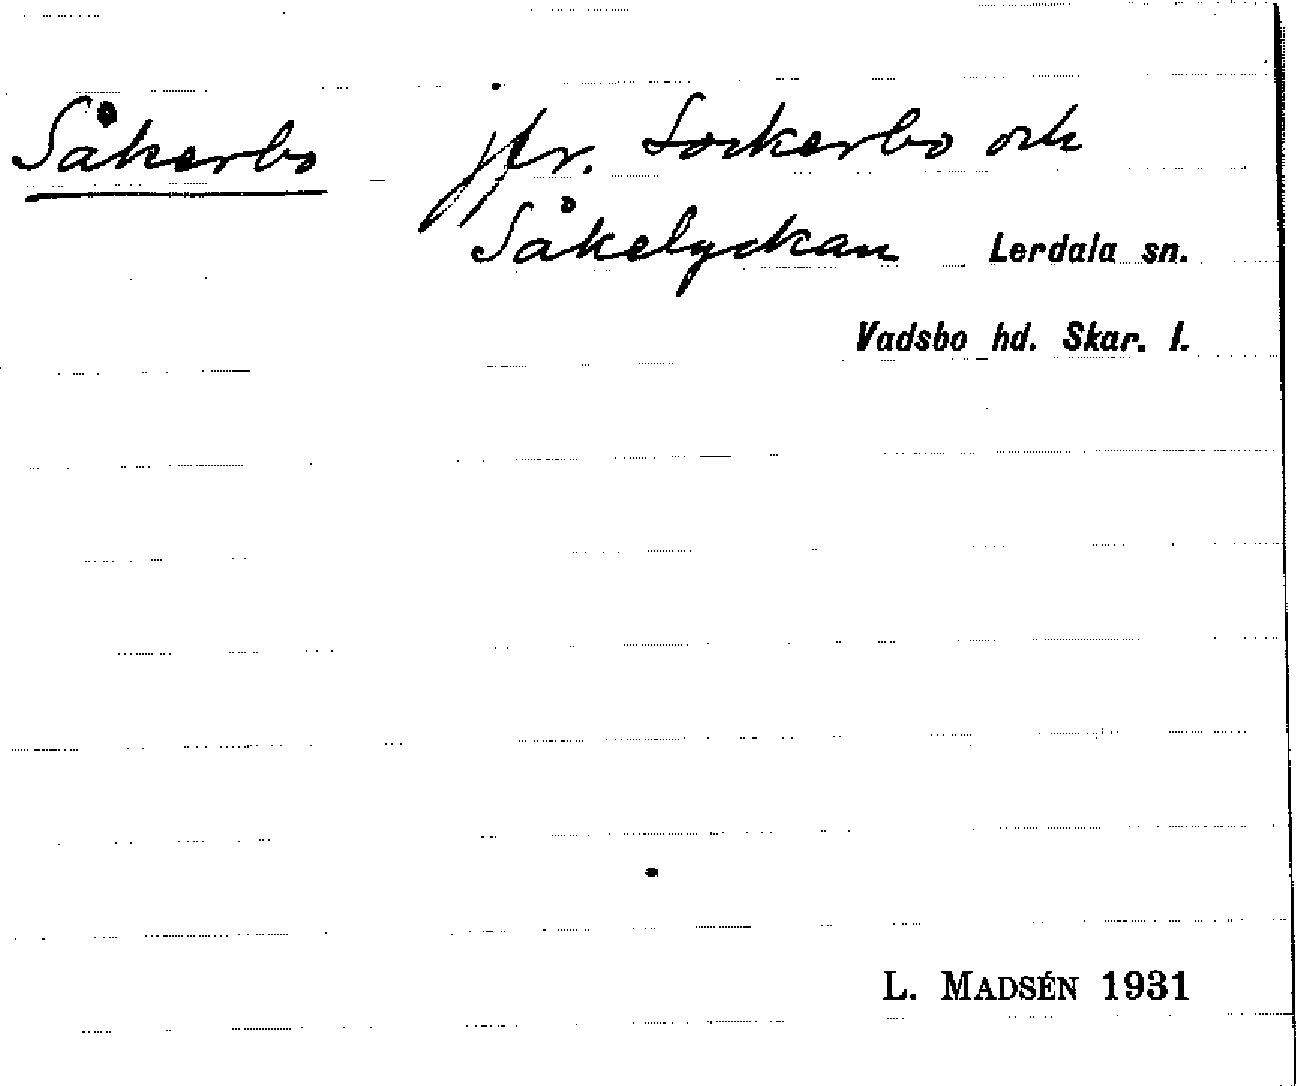 Såkerbo jfr. Sockerbo och
Såkelyckan Lerdala sn.
Vadsbo hd. Skar. l.
L. MADSÉN 1931